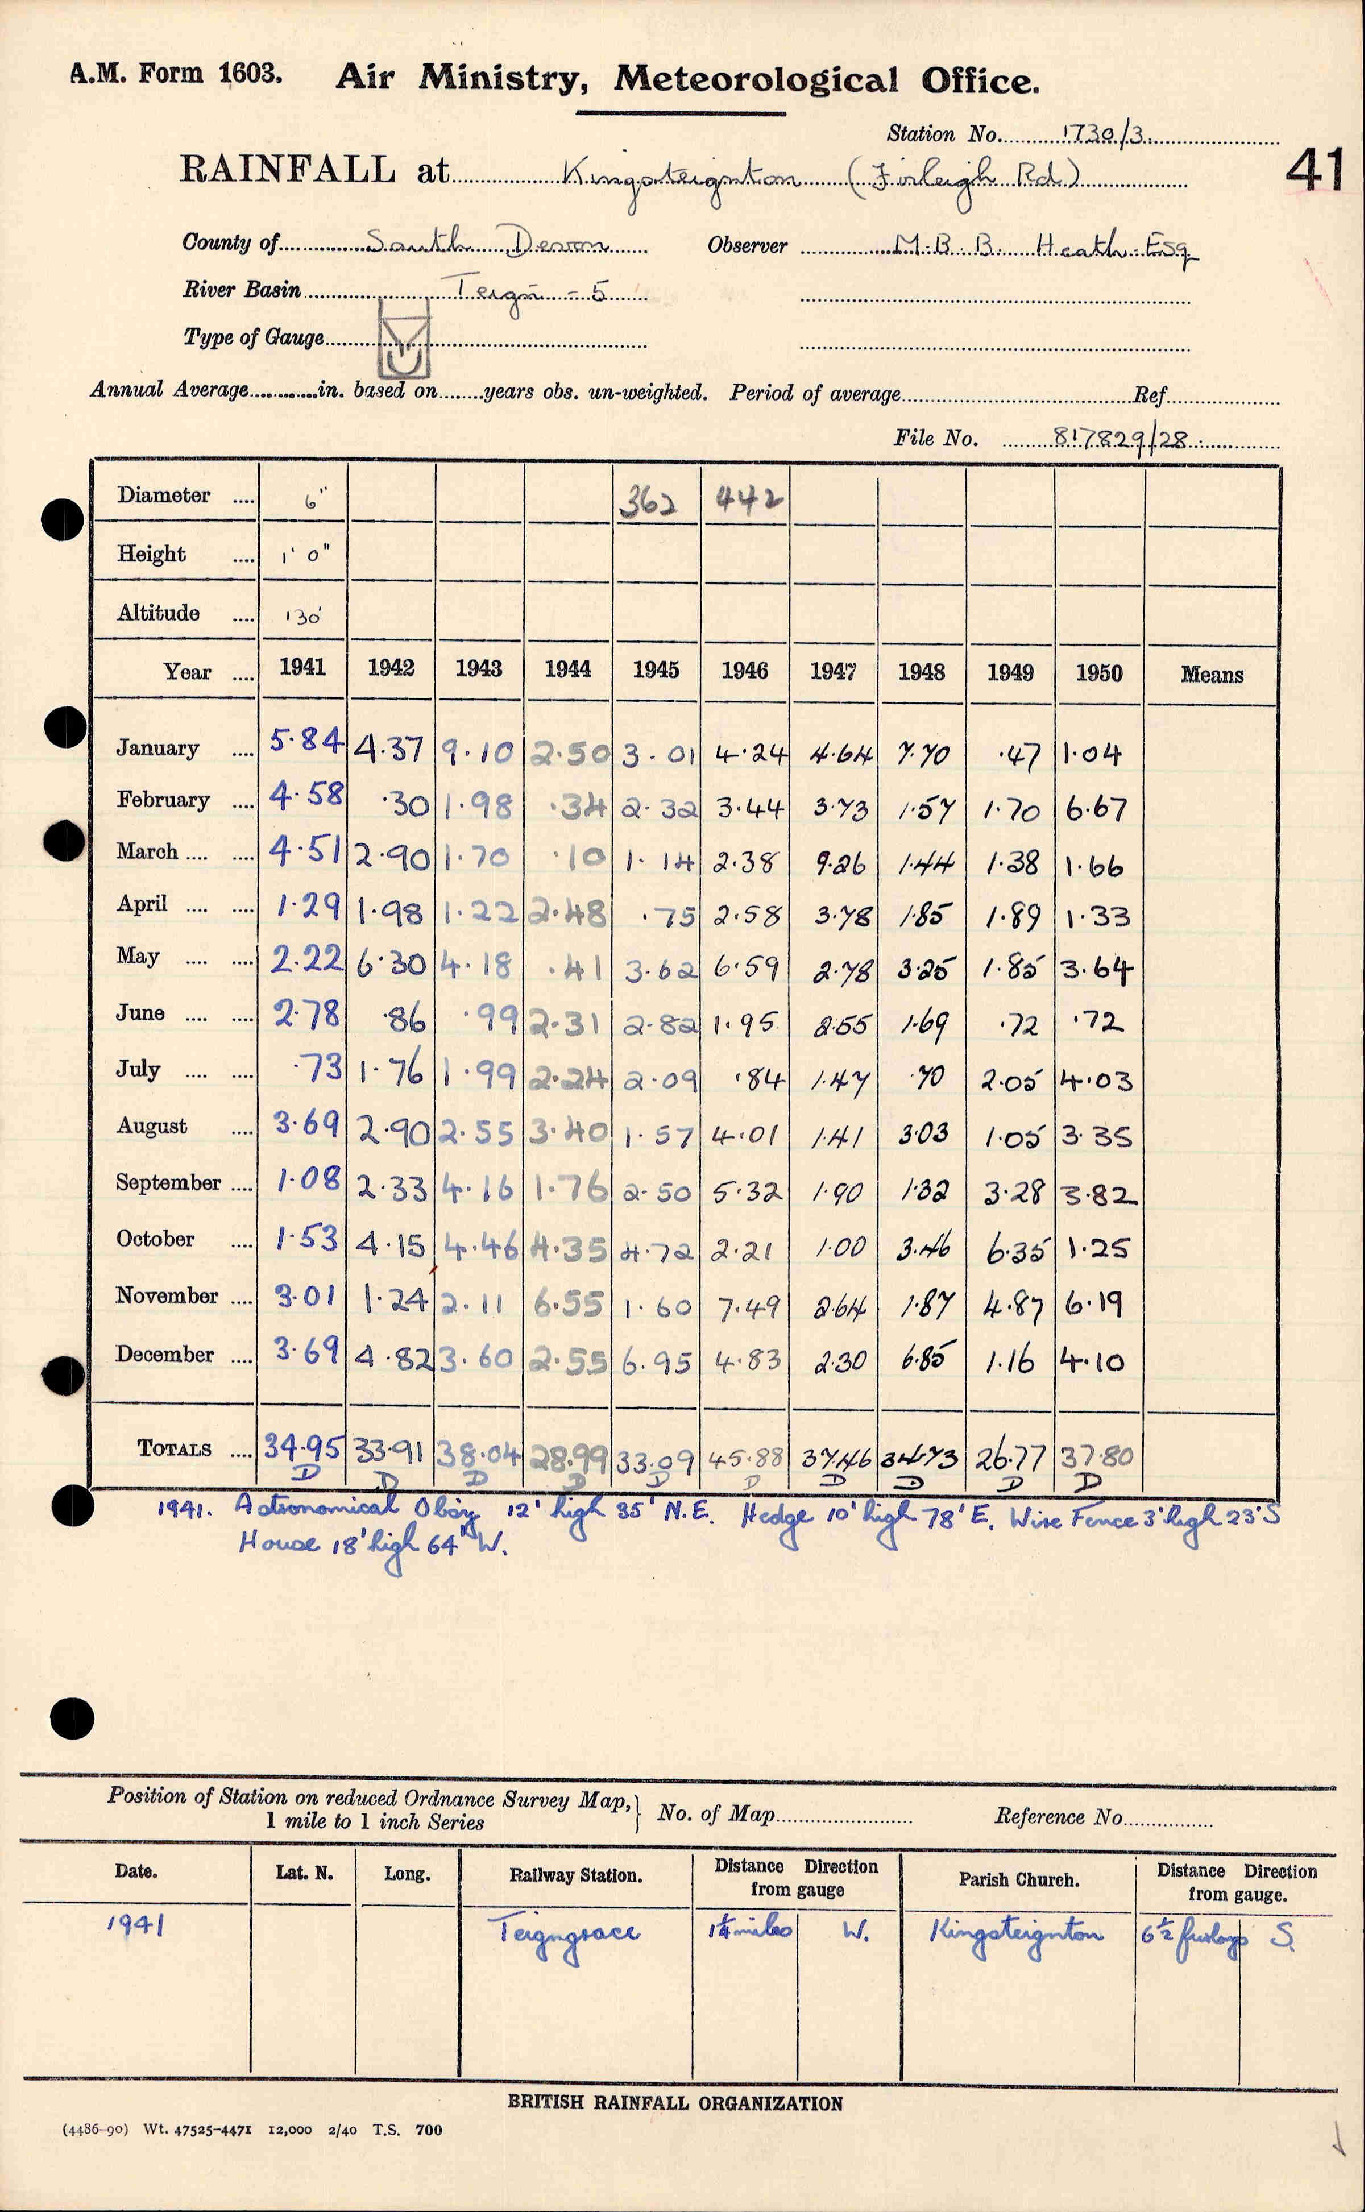 A.M. Form 1603. Air Ministry, Meteorological Office.
Station No. 1730/3.
41
RAINFALL at Kingsteignton (Firleigh Rd)
County of South Devon Observer M.B.B. Heath Esq
River Basin Teign - 5
Type of Gauge
Annual Average in. based on years obs. un-weighted. Period of average Ref
File No. 817829/28
Diameter .... 6" 362 442
Height .... 1' 0"
Altitude .... 130'
Year .... 1941 1942 1943 1944 1945 1946 1947 1948 1949 1950 Means
January .... 5.84 4.37 9.10 2.50 3.01 4.24 4.64 7.70 .47 1.04
February .... 4.58 .30 1.98 .34 2.32 3.44 3.73 1.57 1.70 6.67
March .... .... 4.51 2.90 1.70 .10 1.14 2.38 9.26 1.44 1.38 1.66
April .... .... 1.29 1.98 1.22 2.48 .75 2.58 3.78 1.85 1.89 1.33
May .... .... 2.22 6.30 4.18 .41 3.62 6.59 2.78 3.25 1.85 3.64
June .... .... 2.78 .86 .99 2.31 2.82 1.95 2.55 1.69 .72 .72
July .... .... .73 1.76 1.99 2.24 2.09 .84 1.47 .70 2.05 4.03
August .... 3.69 2.90 2.55 3.40 1.57 4.01 1.41 3.03 1.05 3.35
September .... 1.08 2.33 4.16 1.76 2.50 5.32 1.90 1.32 3.28 3.82
October .... 1.53 4.15 4.46 4.35 4.72 2.21 1.00 3.46 6.35 1.25
November .... 3.01 1.24 2.11 6.55 1.60 7.49 2.64 1.87 4.87 6.19
December .... 3.69 4.82 3.60 2.55 6.95 4.83 2.30 6.85 1.16 4.10
TOTALS .... 34.95 33.91 38.04 28.99 33.09 45.88 37.46 34.73 26.77 37.80
D D D D D D D D D D
1941. Astronomical Obsy 12' high 35' N.E. Hedge 10' high 78' E. Wire Fence 3' high 23' S
House 18' high 64' W.
Position of Station on reduced Ordnance Survey Map, No. of Map Reference No.
1 mile to 1 inch Series
Date. Lat. N. Long. Railway Station. Distance Direction from gauge Parish Church. Distance Direction from gauge.
1941 Teigngrace 1¼ miles W. Kingsteignton 6½ furlongs S.
BRITISH RAINFALL ORGANIZATION
(4486-90) Wt. 47525-4471 12,000 2/40 T.S. 700